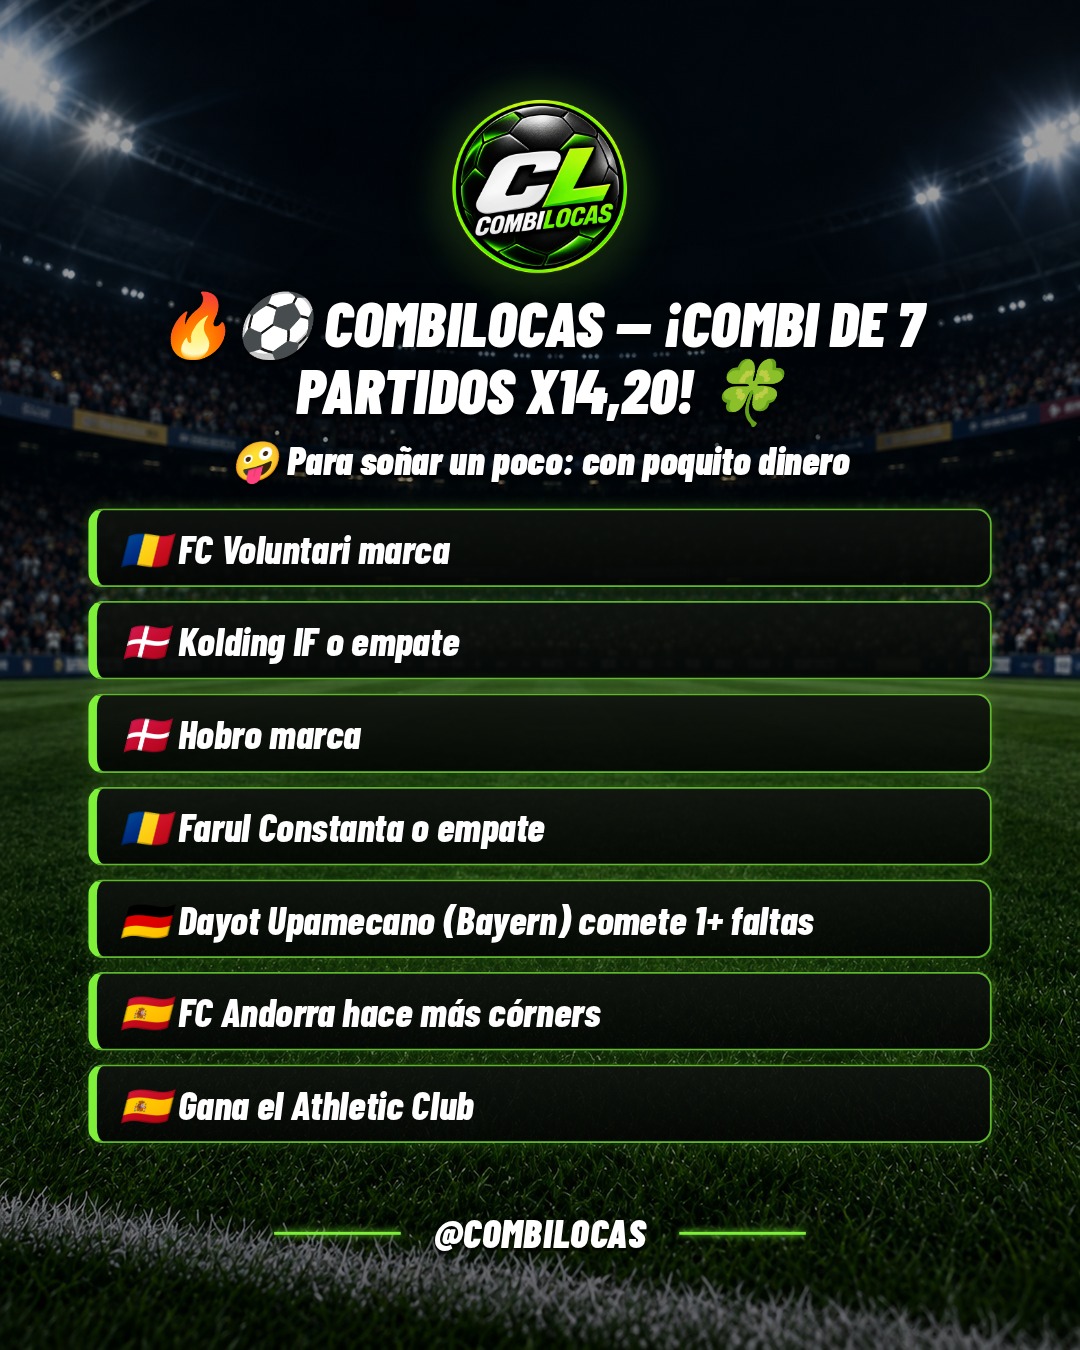 CL
COMBILOCAS
🔥⚽ COMBILOCAS – ¡COMBI DE 7
PARTIDOS X14,20! 🍀
🤪 Para soñar un poco: con poquito dinero
🇷🇴 FC Voluntari marca
🇩🇰 Kolding IF o empate
🇩🇰 Hobro marca
🇷🇴 Farul Constanta o empate
🇩🇪 Dayot Upamecano (Bayern) comete 1+ faltas
🇪🇸 FC Andorra hace más córners
🇪🇸 Gana el Athletic Club
@COMBILOCAS